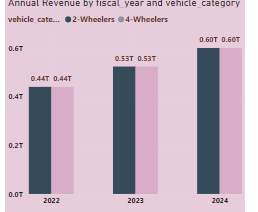 Annual Revenue by fiscal_year and vehicle_category
vehicle_cate... 2-Wheelers 4-Wheelers
0.60T 0.60T
0.6T
0.53T 0.53T
0.44T 0.44T
0.4T
0.2T
0.0T
2022 2023 2024